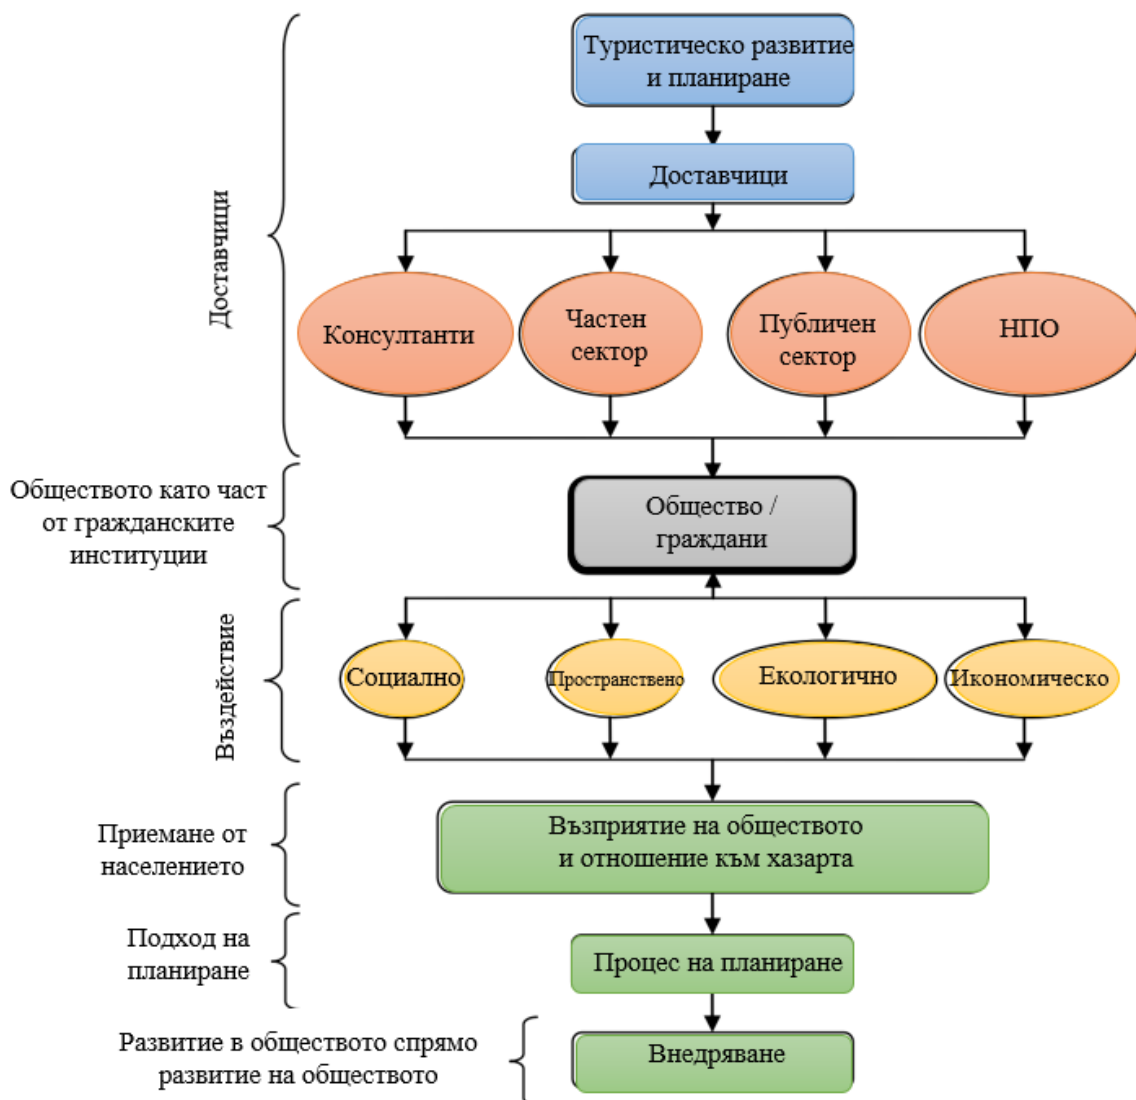 Туристическо развитие
и планиране
Доставчици
Доставчици
Консултанти
Частен
сектор
Публичен
сектор
НПО
Обществото като част
от гражданските
институции
Общество /
граждани
Въздействие
Социално
Пространствено
Екологично
Икономическо
Приемане от
населението
Възприятие на обществото
и отношение към хазарта
Подход на
планиране
Процес на планиране
Развитие в обществото спрямо
развитие на обществото
Внедряване